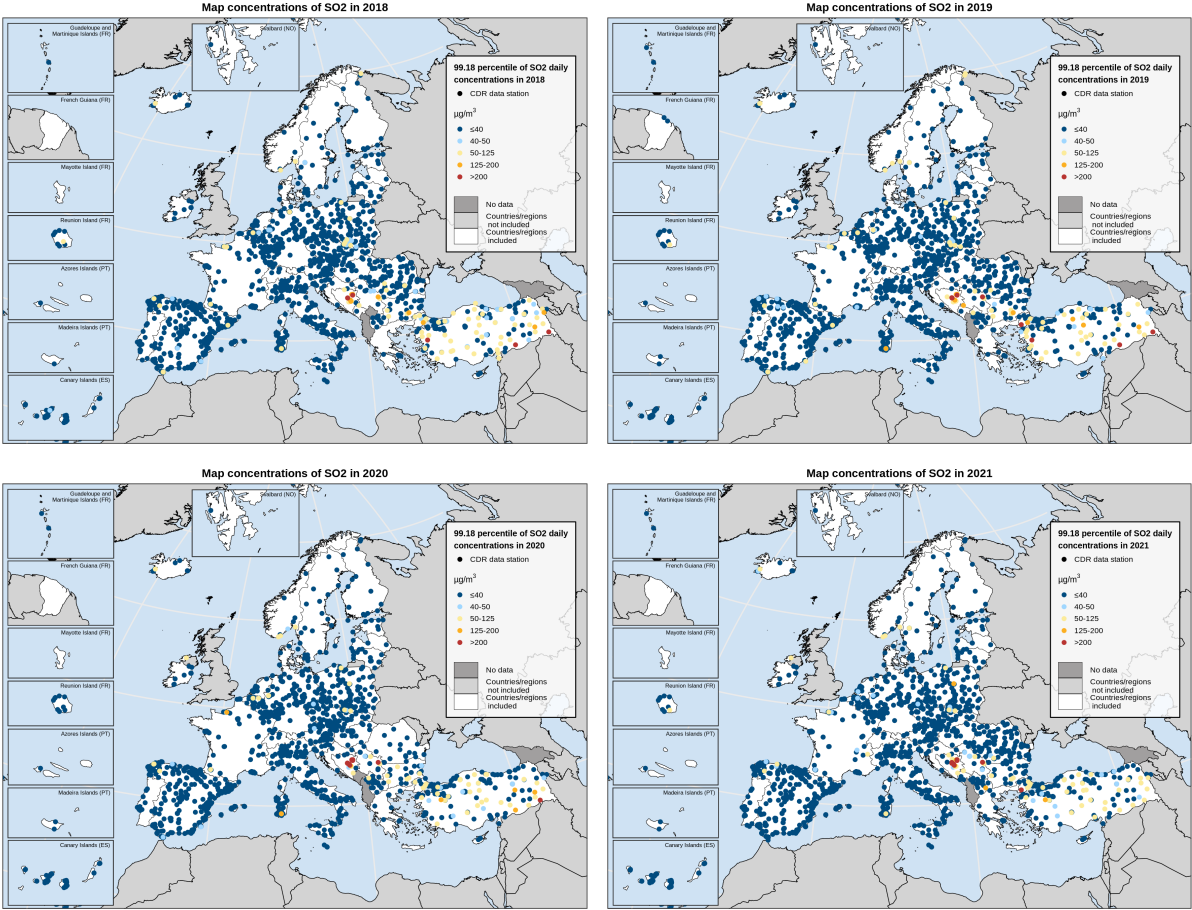 Map concentrations of SO2 in 2018
Guadeloupe and
Martinique Islands (FR)
Svalbard (NO)
French Guiana (FR)
Mayotte Island (FR)
Reunion Island (FR)
Azores Islands (PT)
Madeira Islands (PT)
Canary Islands (ES)
99.18 percentile of SO2 daily
concentrations in 2018
CDR data station
µg/m³
≤40
40-50
50-125
125-200
>200
No data
Countries/regions
not included
Countries/regions
included
Map concentrations of SO2 in 2019
Guadeloupe and
Martinique Islands (FR)
Svalbard (NO)
French Guiana (FR)
Mayotte Island (FR)
Reunion Island (FR)
Azores Islands (PT)
Madeira Islands (PT)
Canary Islands (ES)
99.18 percentile of SO2 daily
concentrations in 2019
CDR data station
µg/m³
≤40
40-50
50-125
125-200
>200
No data
Countries/regions
not included
Countries/regions
included
Map concentrations of SO2 in 2020
Guadeloupe and
Martinique Islands (FR)
Svalbard (NO)
French Guiana (FR)
Mayotte Island (FR)
Reunion Island (FR)
Azores Islands (PT)
Madeira Islands (PT)
Canary Islands (ES)
99.18 percentile of SO2 daily
concentrations in 2020
CDR data station
µg/m³
≤40
40-50
50-125
125-200
>200
No data
Countries/regions
not included
Countries/regions
included
Map concentrations of SO2 in 2021
Guadeloupe and
Martinique Islands (FR)
Svalbard (NO)
French Guiana (FR)
Mayotte Island (FR)
Reunion Island (FR)
Azores Islands (PT)
Madeira Islands (PT)
Canary Islands (ES)
99.18 percentile of SO2 daily
concentrations in 2021
CDR data station
µg/m³
≤40
40-50
50-125
125-200
>200
No data
Countries/regions
not included
Countries/regions
included